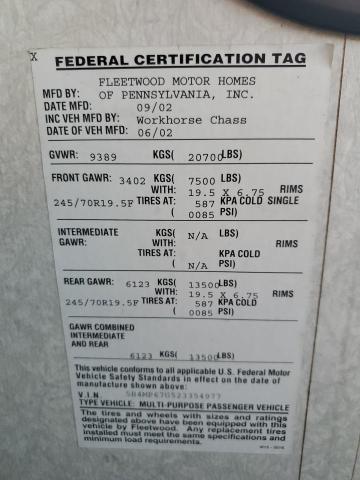 X
FEDERAL CERTIFICATION TAG
FLEETWOOD MOTOR HOMES
MFD BY: OF PENNSYLVANIA, INC.
DATE MFD: 09/02
INC VEH MFD BY: Workhorse Chass
DATE OF VEH MFD: 06/02
GVWR: 9389 KGS( 20700 LBS)
FRONT GAWR: 3402 KGS( 7500 LBS)
WITH: 19.5 X 6.75 RIMS
245/70R19.5F TIRES AT: 587 KPA COLD SINGLE
( 0085 PSI)
INTERMEDIATE KGS( N/A LBS)
GAWR: WITH: RIMS
TIRES AT: KPA COLD
( N/A PSI)
REAR GAWR: 6123 KGS( 13500 LBS)
WITH: 19.5 X 6.75 RIMS
245/70R19.5F TIRES AT: 587 KPA COLD
( 0085 PSI)
GAWR COMBINED
INTERMEDIATE
AND REAR
6123 KGS( 13500 LBS)
This vehicle conforms to all applicable U.S. Federal Motor
Vehicle Safety Standards in effect on the date of
manufacture shown above.
V.I.N.
TYPE VEHICLE: MULTI-PURPOSE PASSENGER VEHICLE
The tires and wheels with sizes and ratings
designated above have been equipped with this
vehicle by Fleetwood. Any replacement tires
installed must meet the same specifications and
minimum load requirements.